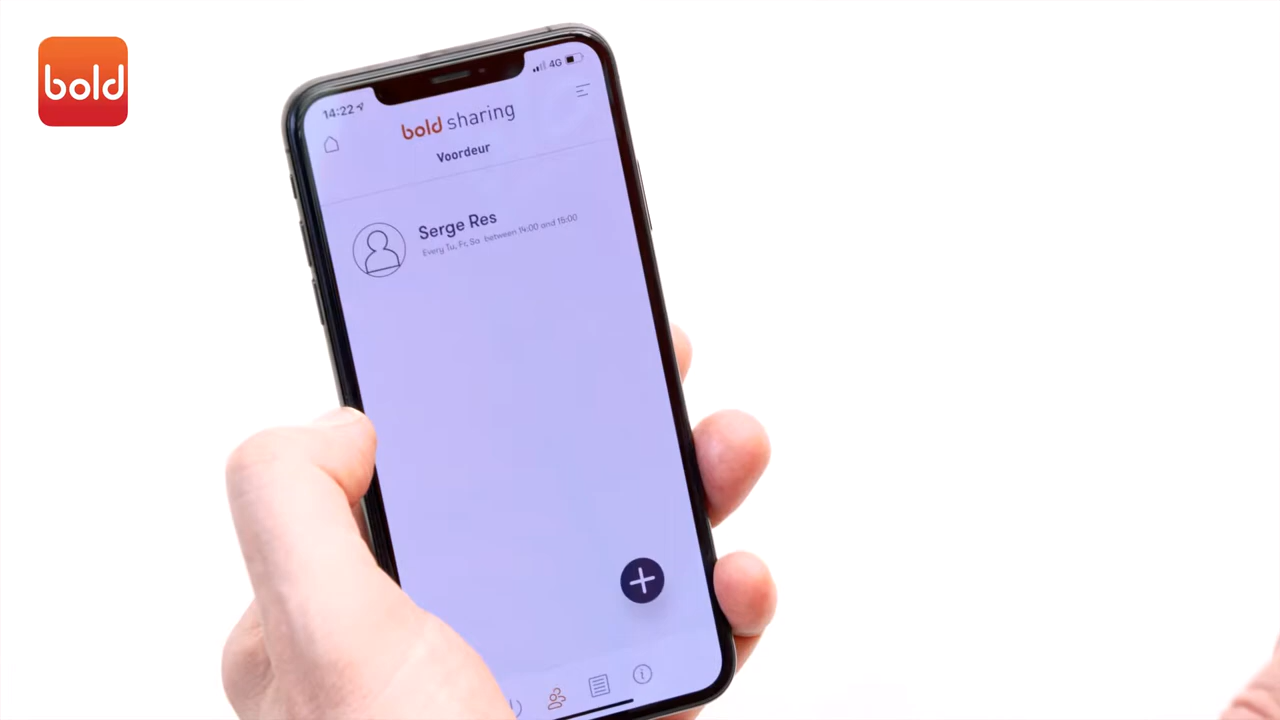 bold
14:22
4G
bold sharing
Voordeur
Serge Res
Every Tu, Fr, Sa between 14:00 and 15:00